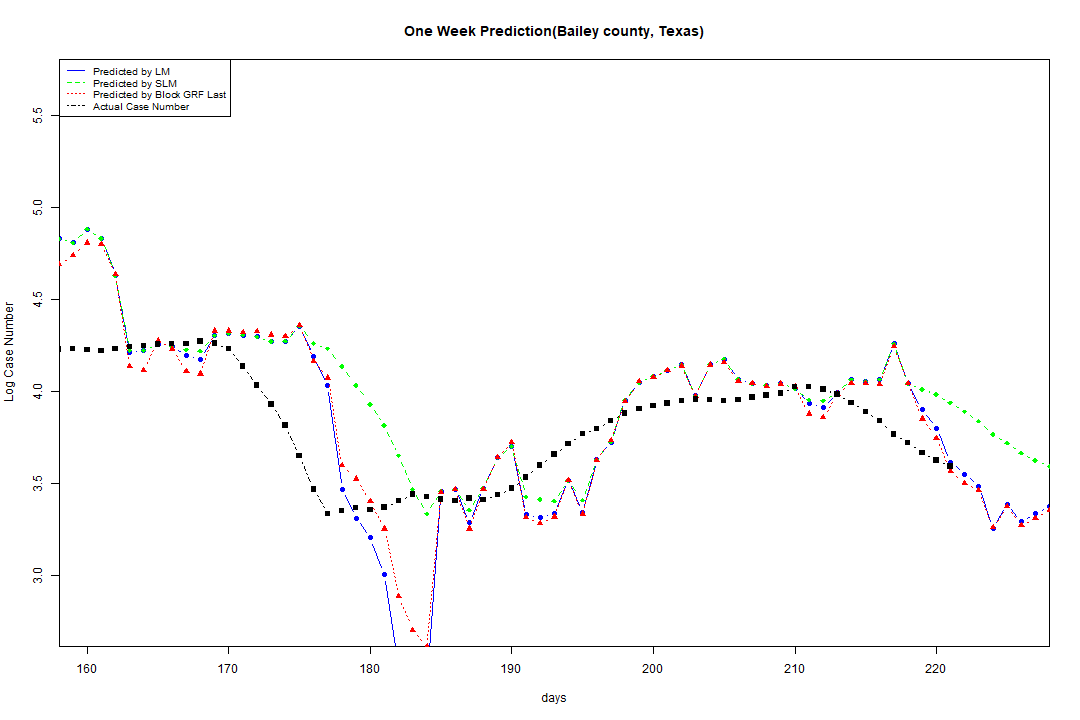 One Week Prediction(Bailey county, Texas)
Predicted by LM
Predicted by SLM
Predicted by Block GRF Last
Actual Case Number
5.5
5.0
4.5
4.0
3.5
3.0
Log Case Number
160 170 180 190 200 210 220
days